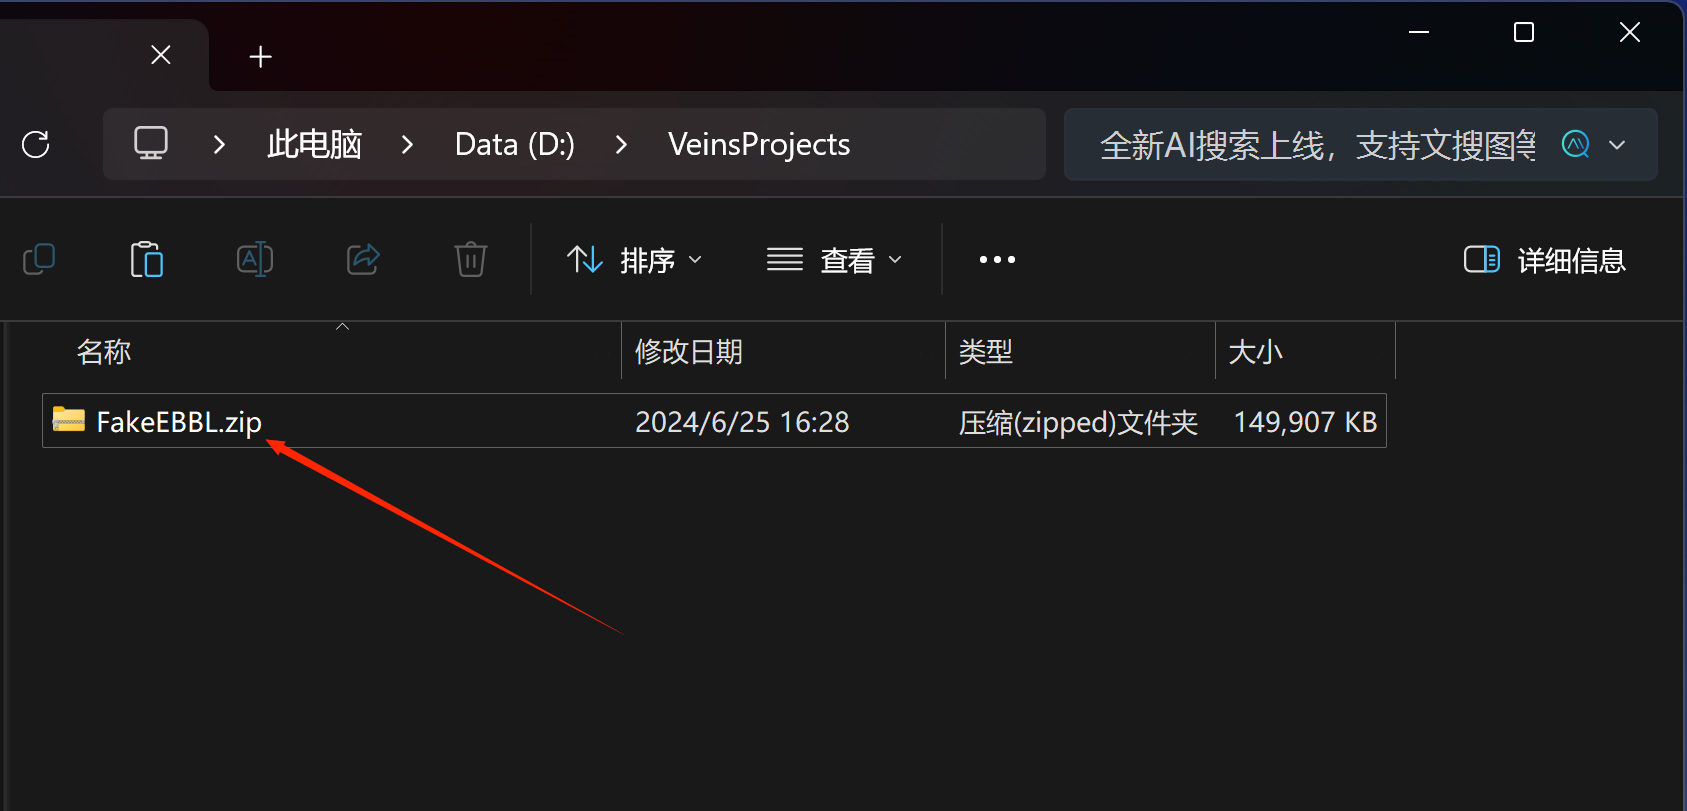 此电脑 Data (D:) VeinsProjects
全新AI搜索上线，支持文搜图等
排序 查看 详细信息
名称 修改日期 类型 大小
FakeEBBL.zip 2024/6/25 16:28 压缩(zipped)文件夹 149,907 KB